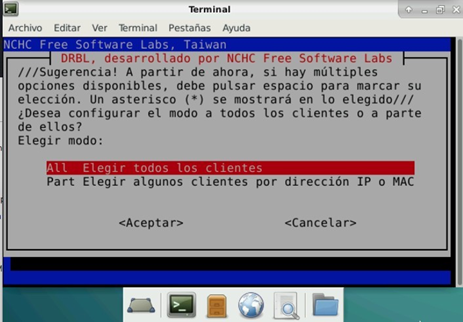 Terminal
Archivo Editar Ver Terminal Pestañas Ayuda
NCHC Free Software Labs, Taiwan
DRBL, desarrollado por NCHC Free Software Labs
///Sugerencia! A partir de ahora, si hay múltiples
opciones disponibles, debe pulsar espacio para marcar su
elección. Un asterisco (*) se mostrará en lo elegido///
¿Desea configurar el modo a todos los clientes o a parte
de ellos?
Elegir modo:
All Elegir todos los clientes
Part Elegir algunos clientes por dirección IP o MAC
<Aceptar> <Cancelar>